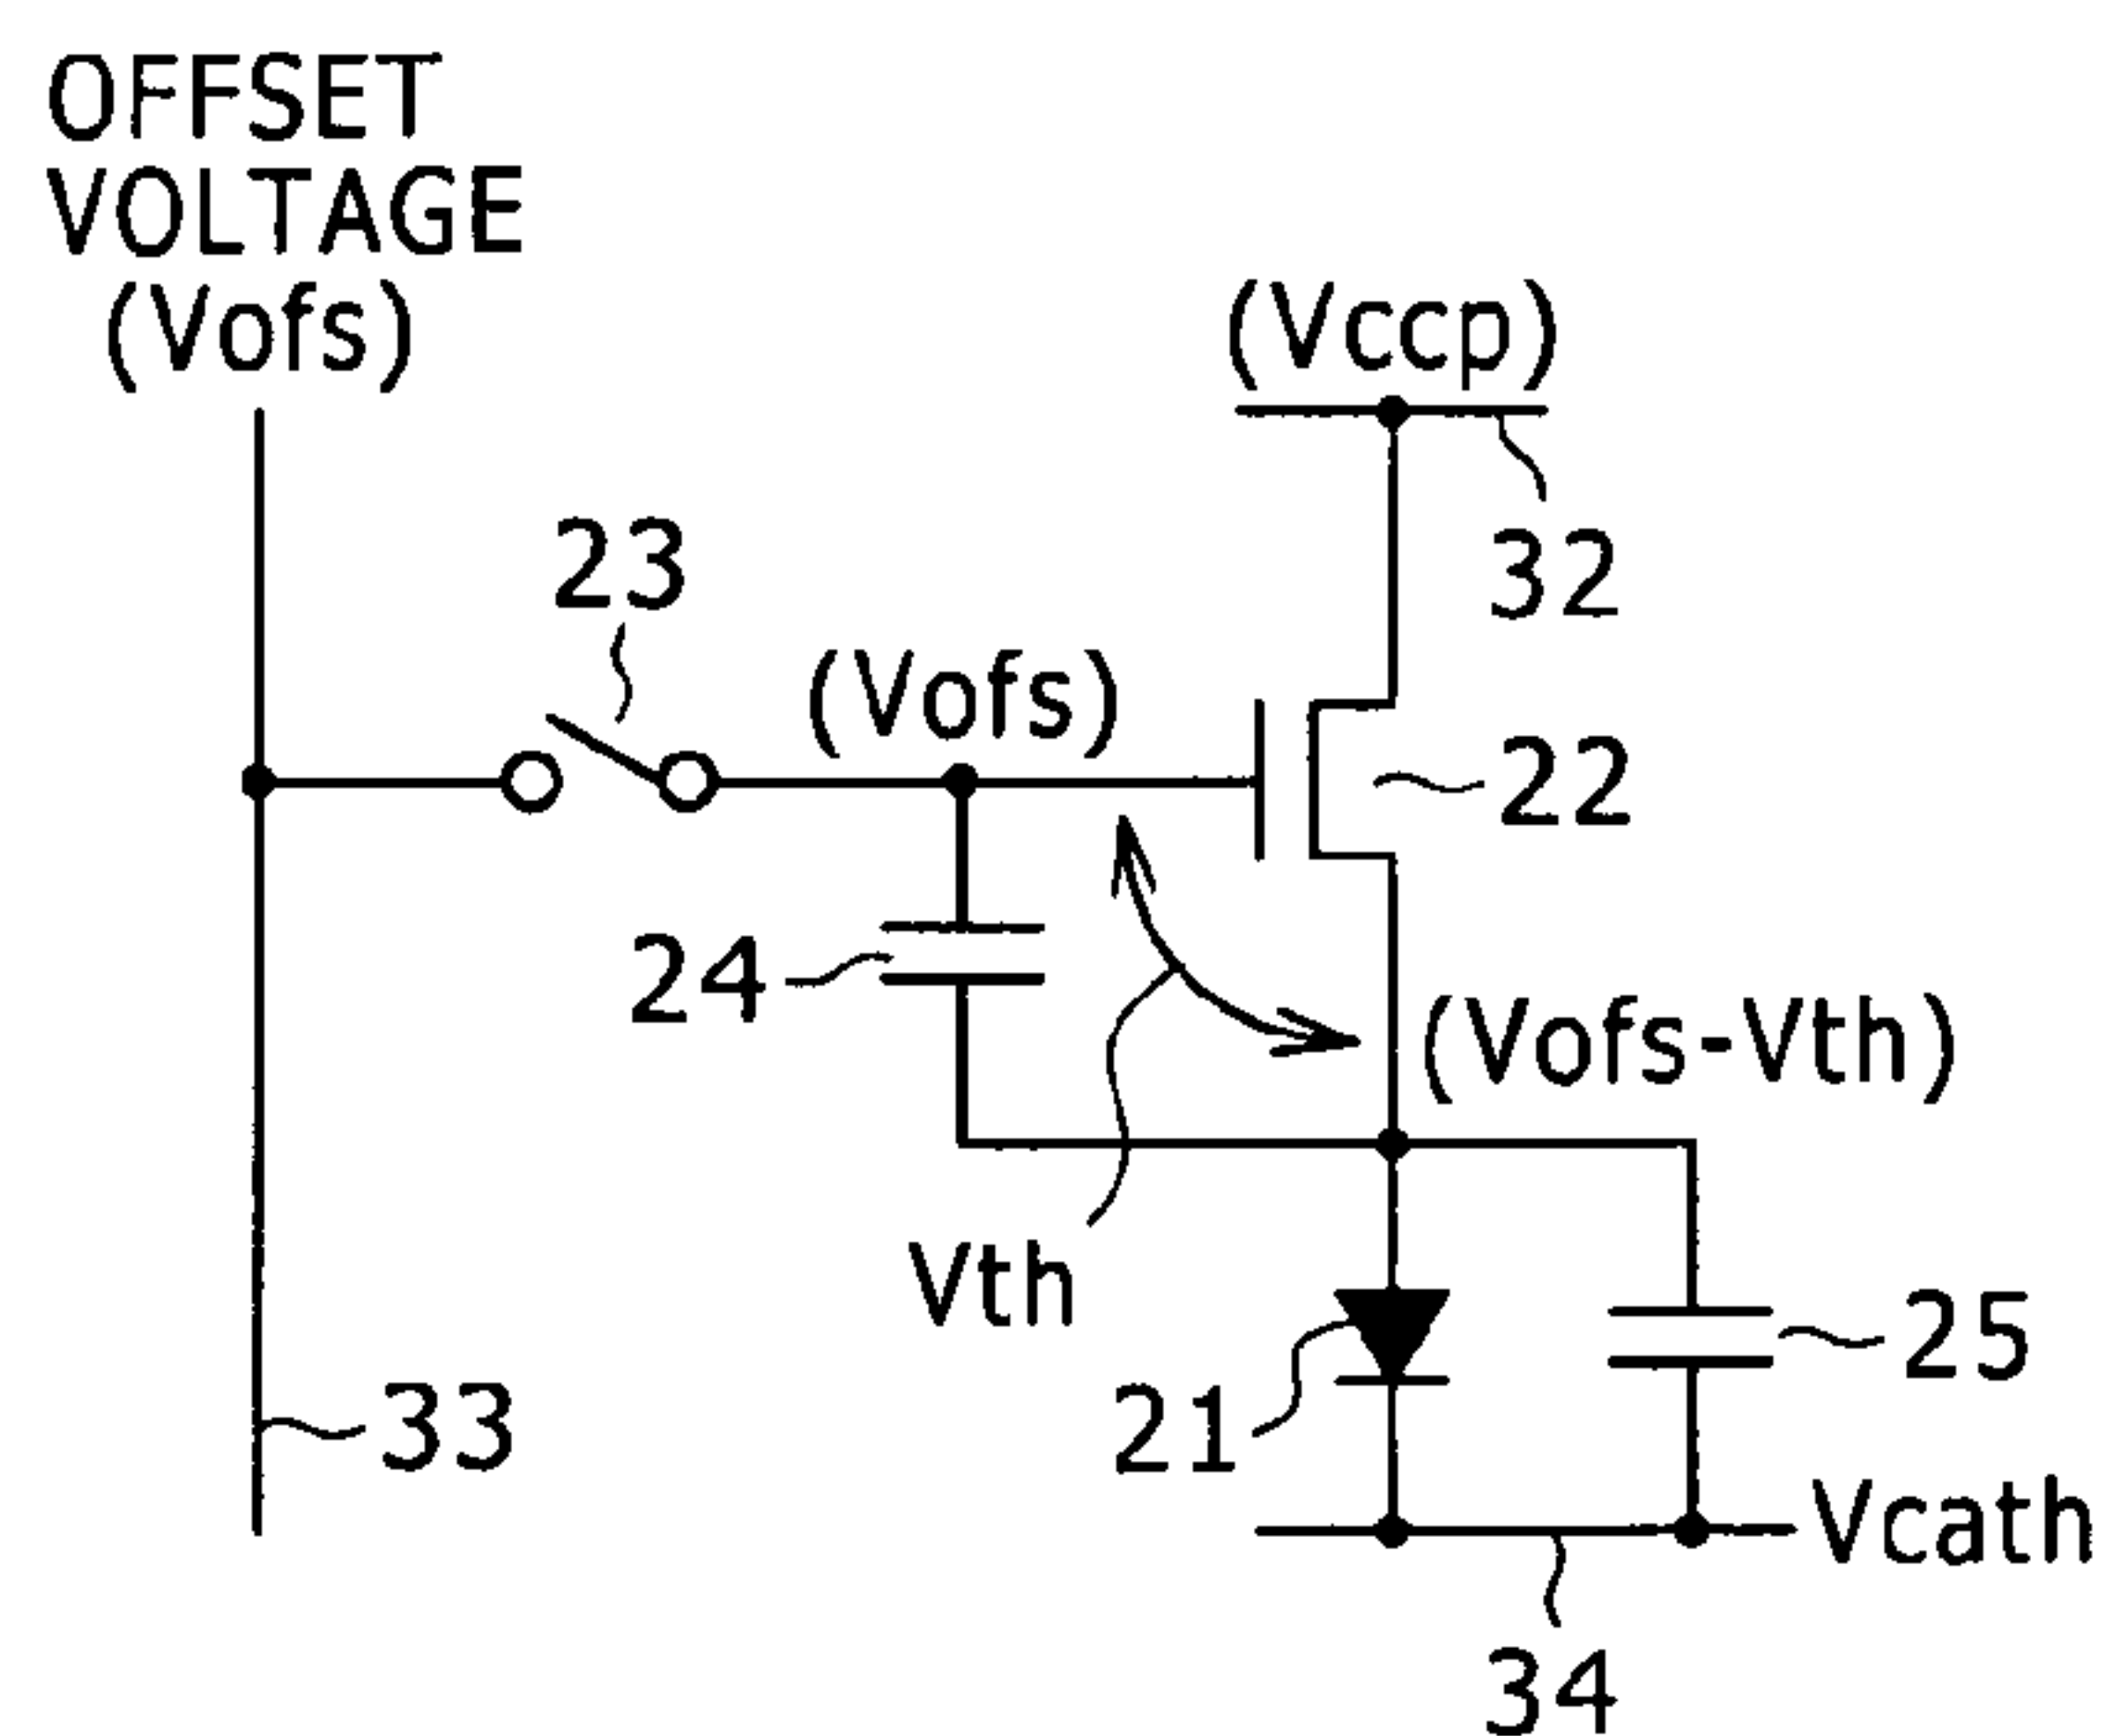 OFFSET
VOLTAGE
(Vofs)
(Vccp)
32
23
(Vofs)
22
24
(Vofs-Vth)
Vth
25
21
33
Vcath
34